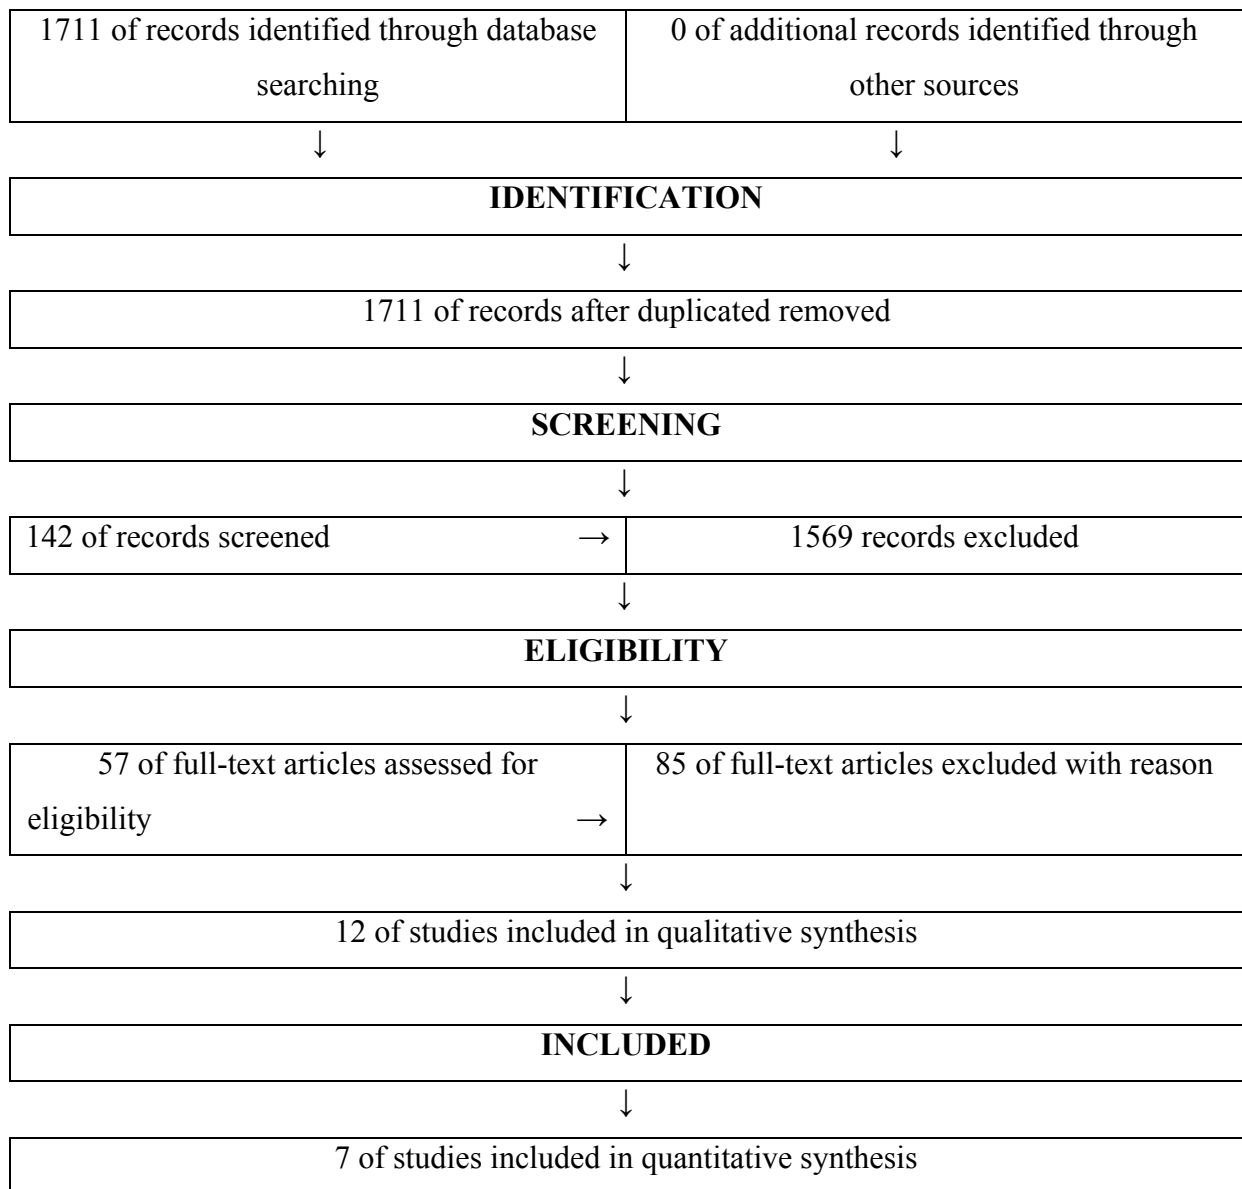 1711 of records identified through database
searching
0 of additional records identified through
other sources
↓ ↓
IDENTIFICATION
↓
1711 of records after duplicated removed
↓
SCREENING
↓
142 of records screened →
1569 records excluded
↓
ELIGIBILITY
↓
57 of full-text articles assessed for
eligibility →
85 of full-text articles excluded with reason
↓
12 of studies included in qualitative synthesis
↓
INCLUDED
↓
7 of studies included in quantitative synthesis